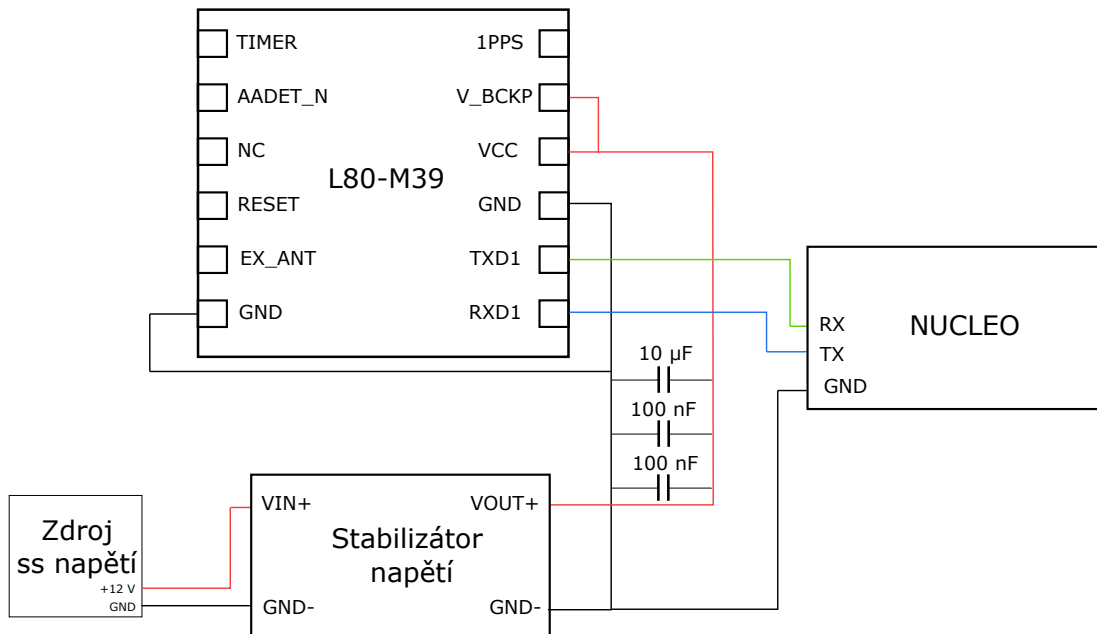 TIMER
1PPS
AADET_N
V_BCKP
NC
VCC
L80-M39
RESET
GND
EX_ANT
TXD1
GND
RXD1
RX
NUCLEO
TX
GND
10 µF
100 nF
100 nF
VIN+
VOUT+
Zdroj
ss napětí
+12 V
GND
Stabilizátor
napětí
GND-
GND-